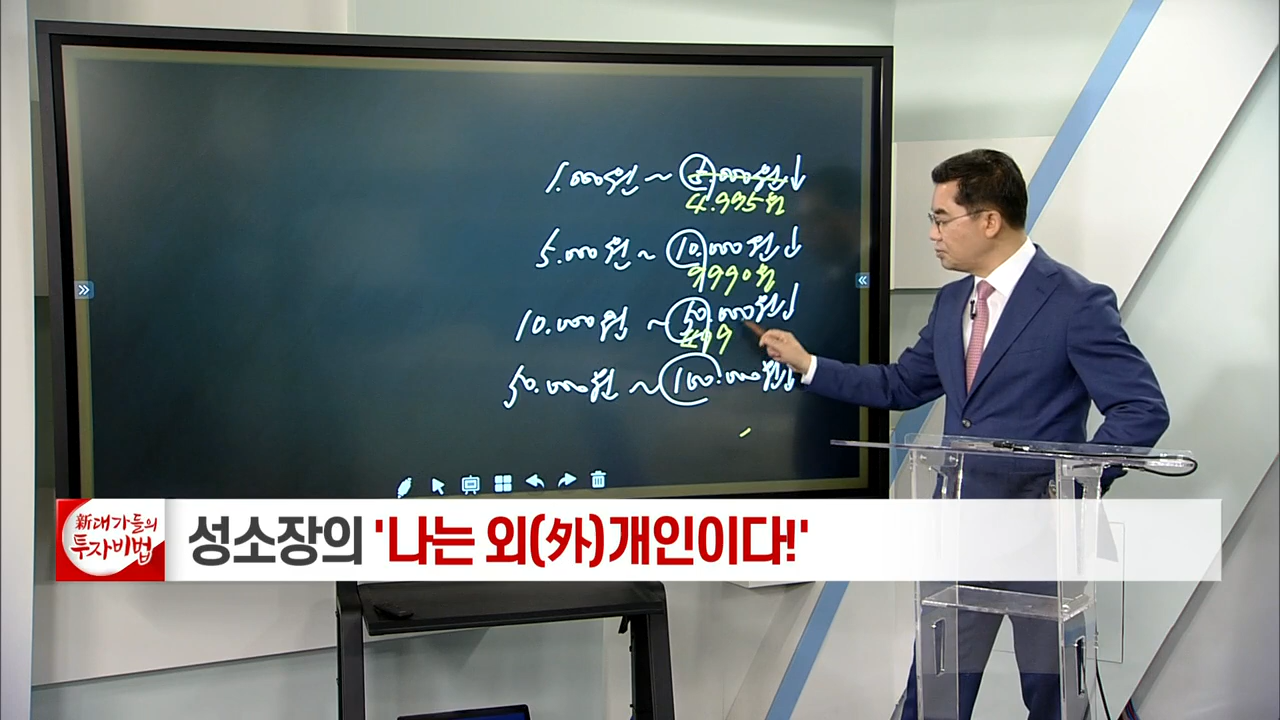 1.000원 ~ 5.000원↓
4.995원
5.000원 ~ 10.000원↓
9990원
10.000원 ~ 50.000원↓
499
50.000원 ~ 100.000원↓
新대가들의
투자비법
성소장의 '나는 외(外)개인이다!'